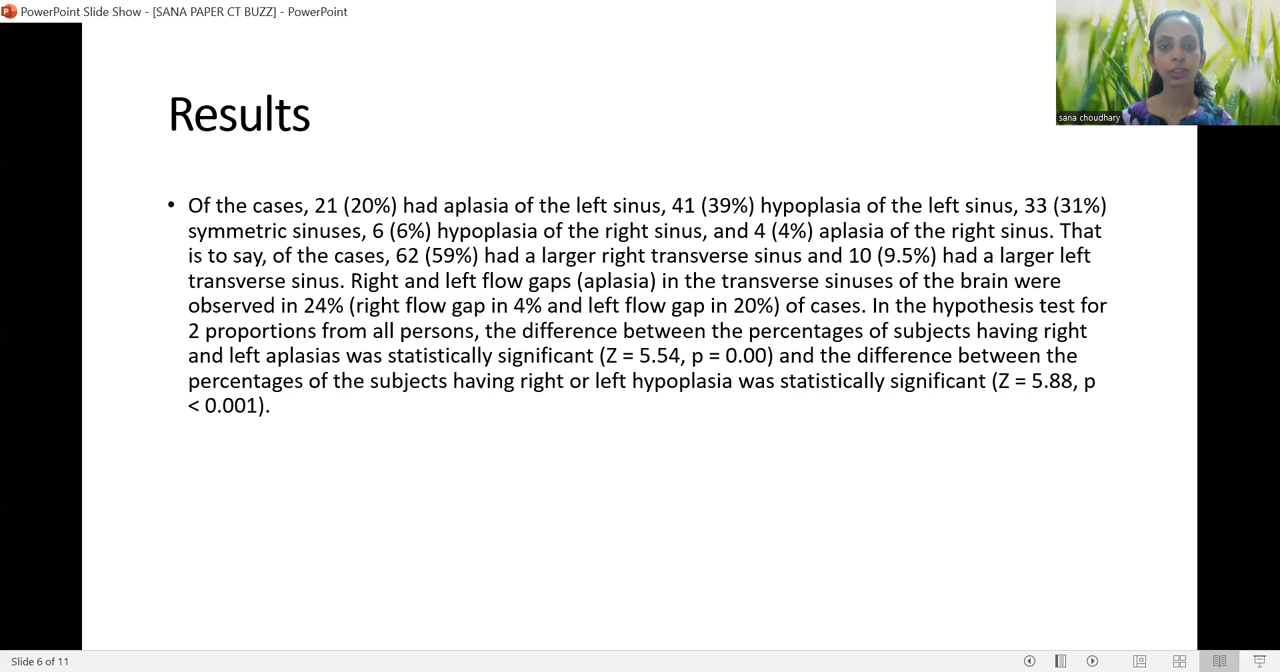 PowerPoint Slide Show - [SANA PAPER CT BUZZ] - PowerPoint
sana choudhary
Results
• Of the cases, 21 (20%) had aplasia of the left sinus, 41 (39%) hypoplasia of the left sinus, 33 (31%)
symmetric sinuses, 6 (6%) hypoplasia of the right sinus, and 4 (4%) aplasia of the right sinus. That
is to say, of the cases, 62 (59%) had a larger right transverse sinus and 10 (9.5%) had a larger left
transverse sinus. Right and left flow gaps (aplasia) in the transverse sinuses of the brain were
observed in 24% (right flow gap in 4% and left flow gap in 20%) of cases. In the hypothesis test for
2 proportions from all persons, the difference between the percentages of subjects having right
and left aplasias was statistically significant (Z = 5.54, p = 0.00) and the difference between the
percentages of the subjects having right or left hypoplasia was statistically significant (Z = 5.88, p
< 0.001).
Slide 6 of 11